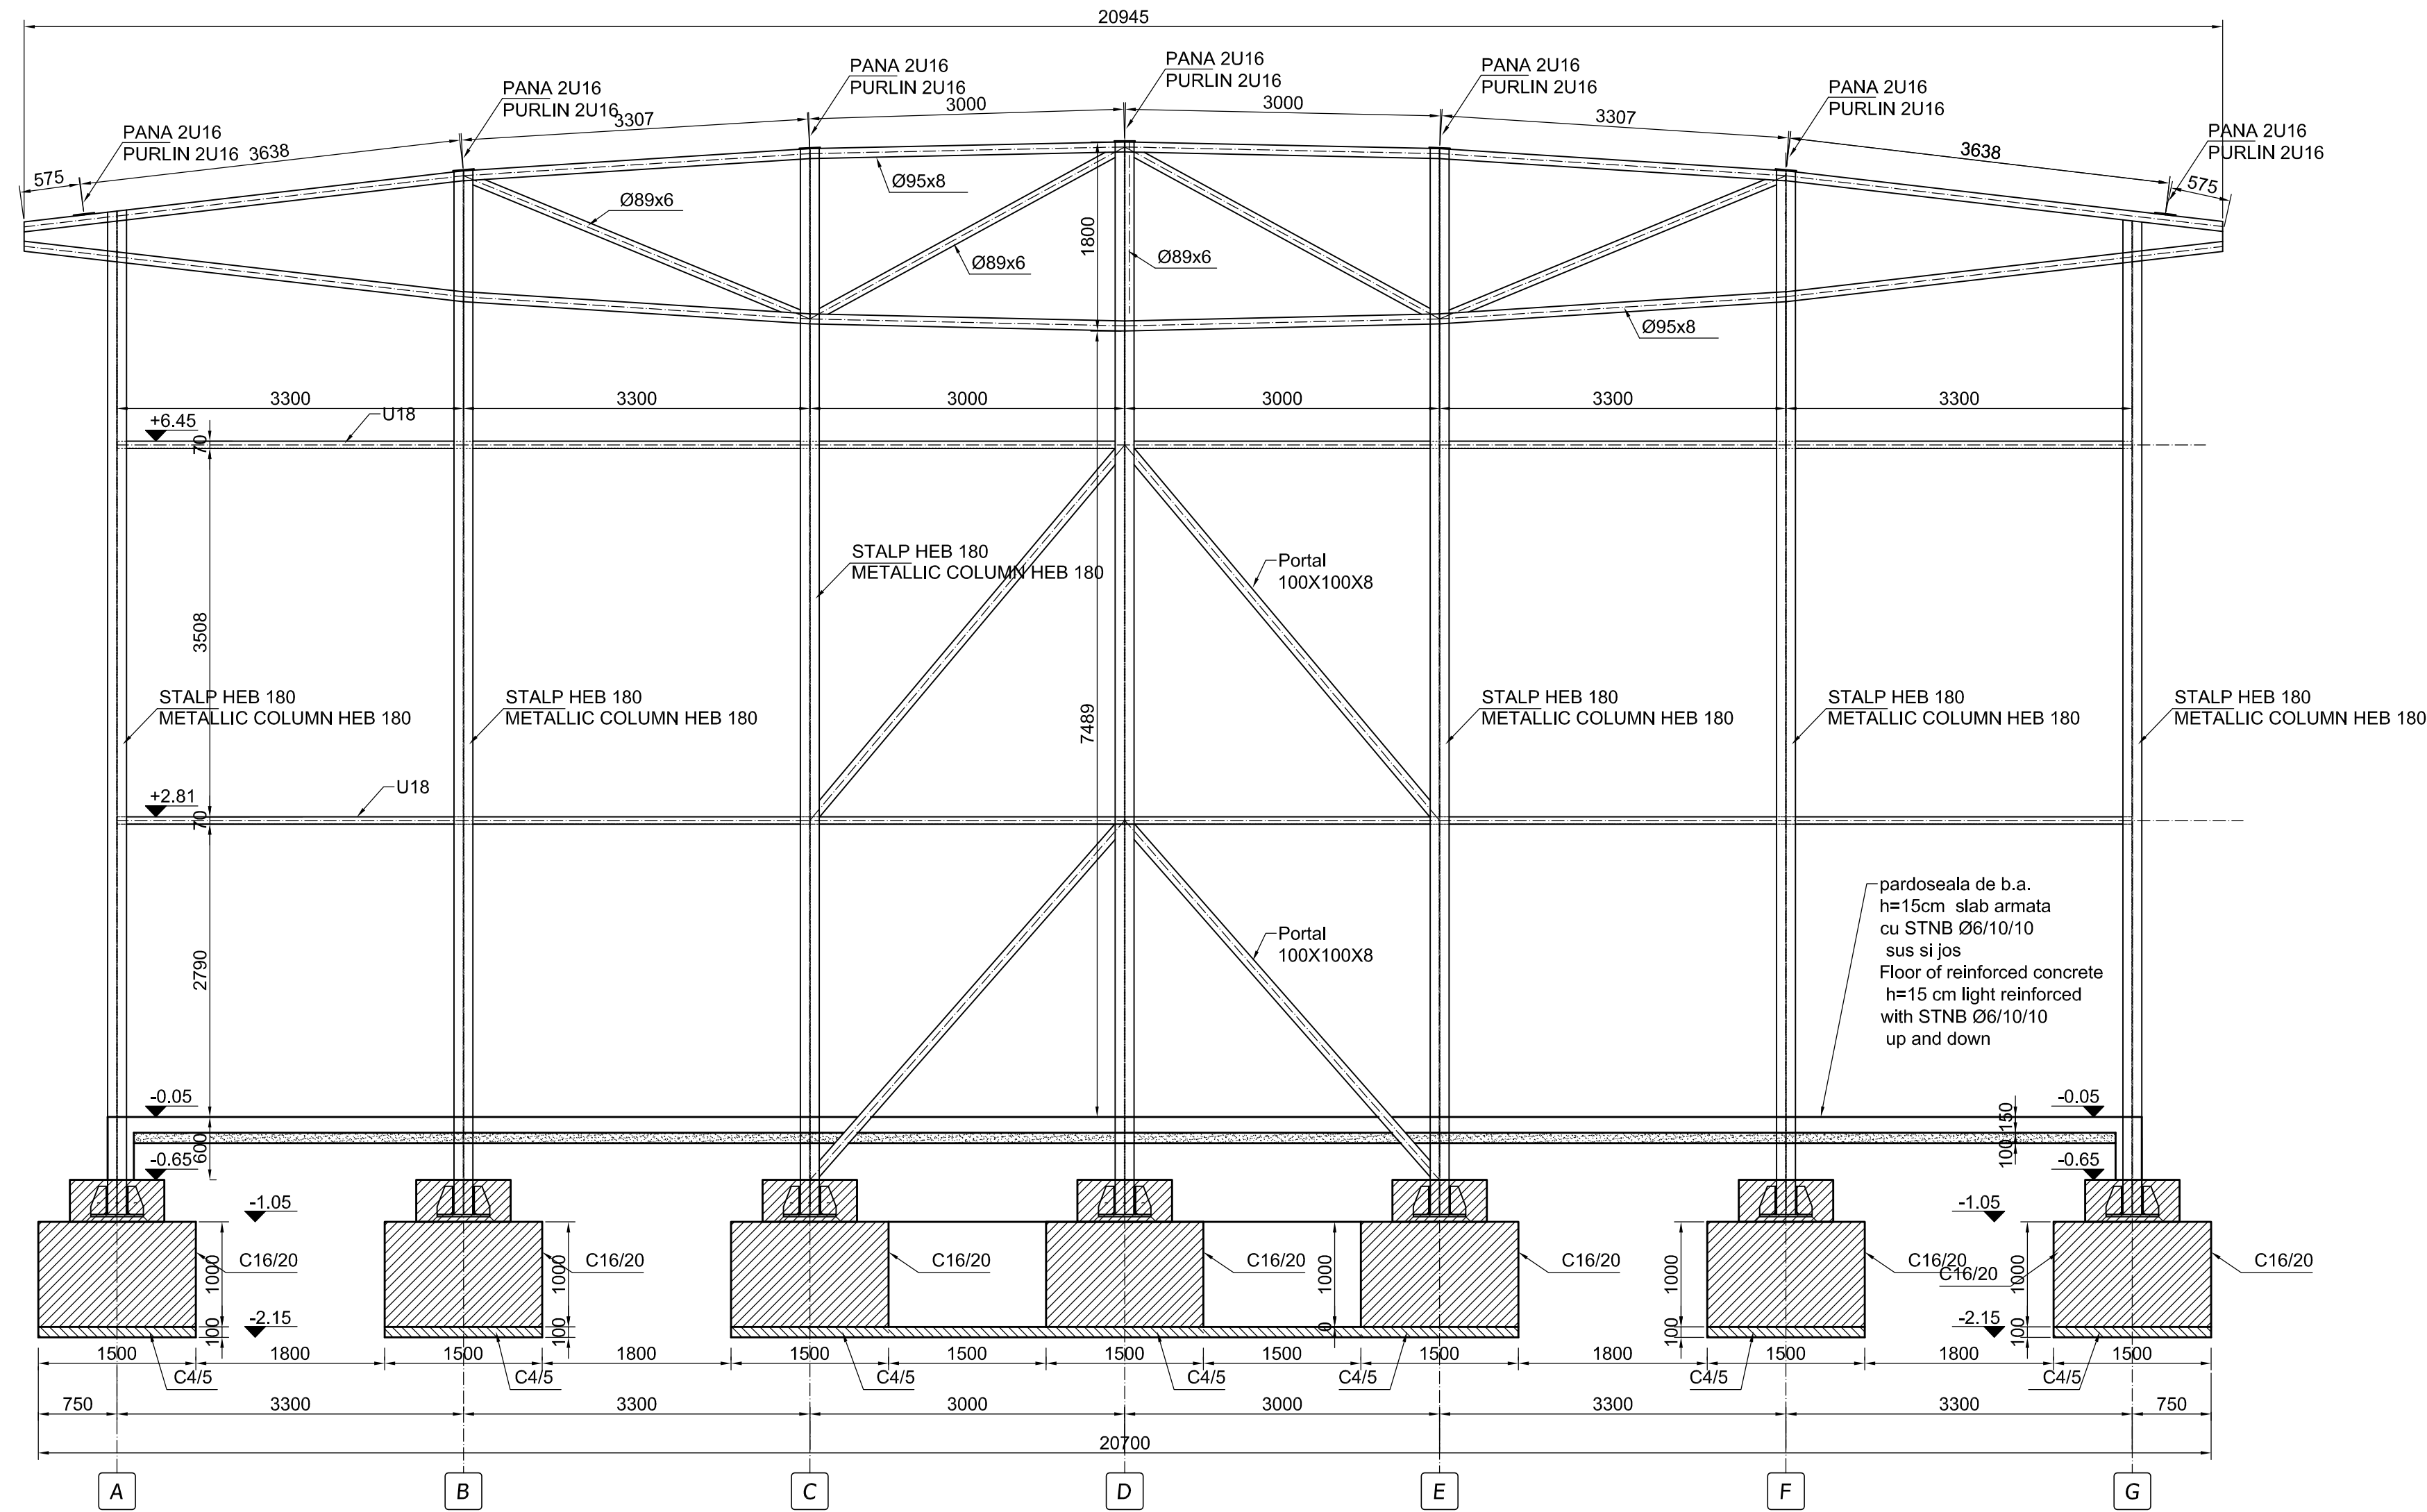 20945
PANA 2U16
PURLIN 2U16
PANA 2U16
PURLIN 2U16
PANA 2U16
PURLIN 2U16
PANA 2U16
PURLIN 2U16
PANA 2U16
PURLIN 2U16
PANA 2U16
PURLIN 2U16
PANA 2U16
PURLIN 2U16
575
3638
3307
3000
3000
3307
3638
575
Ø89x6
Ø95x8
Ø89x6
1800
Ø89x6
Ø95x8
3300
3300
3000
3000
3300
3300
+6.45
70
U18
STALP HEB 180
METALLIC COLUMN HEB 180
Portal
100X100X8
3508
7489
STALP HEB 180
METALLIC COLUMN HEB 180
STALP HEB 180
METALLIC COLUMN HEB 180
STALP HEB 180
METALLIC COLUMN HEB 180
STALP HEB 180
METALLIC COLUMN HEB 180
STALP HEB 180
METALLIC COLUMN HEB 180
+2.81
70
U18
2790
Portal
100X100X8
pardoseala de b.a.
h=15cm  slab armata
cu STNB Ø6/10/10
sus si jos
Floor of reinforced concrete
h=15 cm light reinforced
with STNB Ø6/10/10
up and down
-0.05
600
-0.65
-1.05
-0.05
150
100
-0.65
-1.05
1000
C16/20
1000
C16/20
C16/20
C16/20
1000
C16/20
1000
C16/20
C16/20
1000
C16/20
-2.15
100
100
0
100
-2.15
100
1500
1800
1500
1800
1500
1500
1500
1500
1500
1800
1500
1800
1500
C4/5
C4/5
C4/5
C4/5
C4/5
C4/5
C4/5
750
3300
3300
3000
3000
3300
3300
750
20700
A
B
C
D
E
F
G